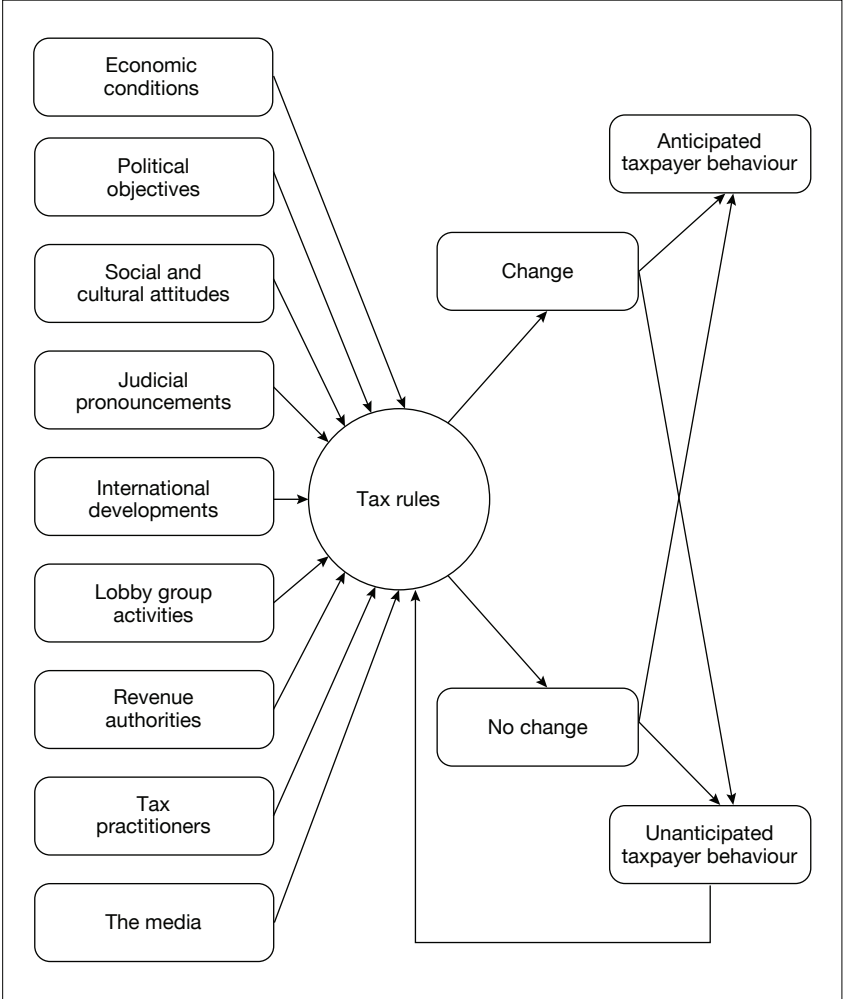 Economic
conditions
Political
objectives
Social and
cultural attitudes
Judicial
pronouncements
International
developments
Lobby group
activities
Revenue
authorities
Tax
practitioners
The media
Tax rules
Change
No change
Anticipated
taxpayer behaviour
Unanticipated
taxpayer behaviour